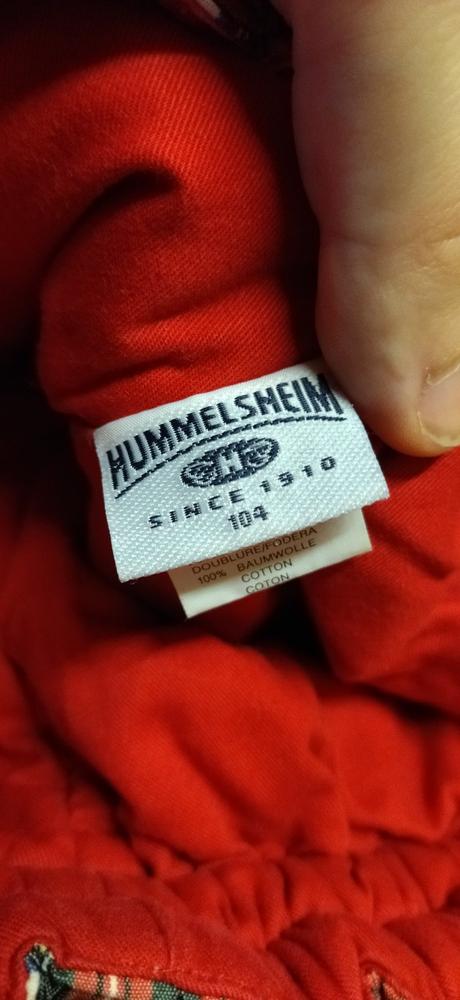 HUMMELSHEIM
H
SINCE 1910
104
DOUBLURE/FODERA
100% BAUMWOLLE
COTTON
COTON